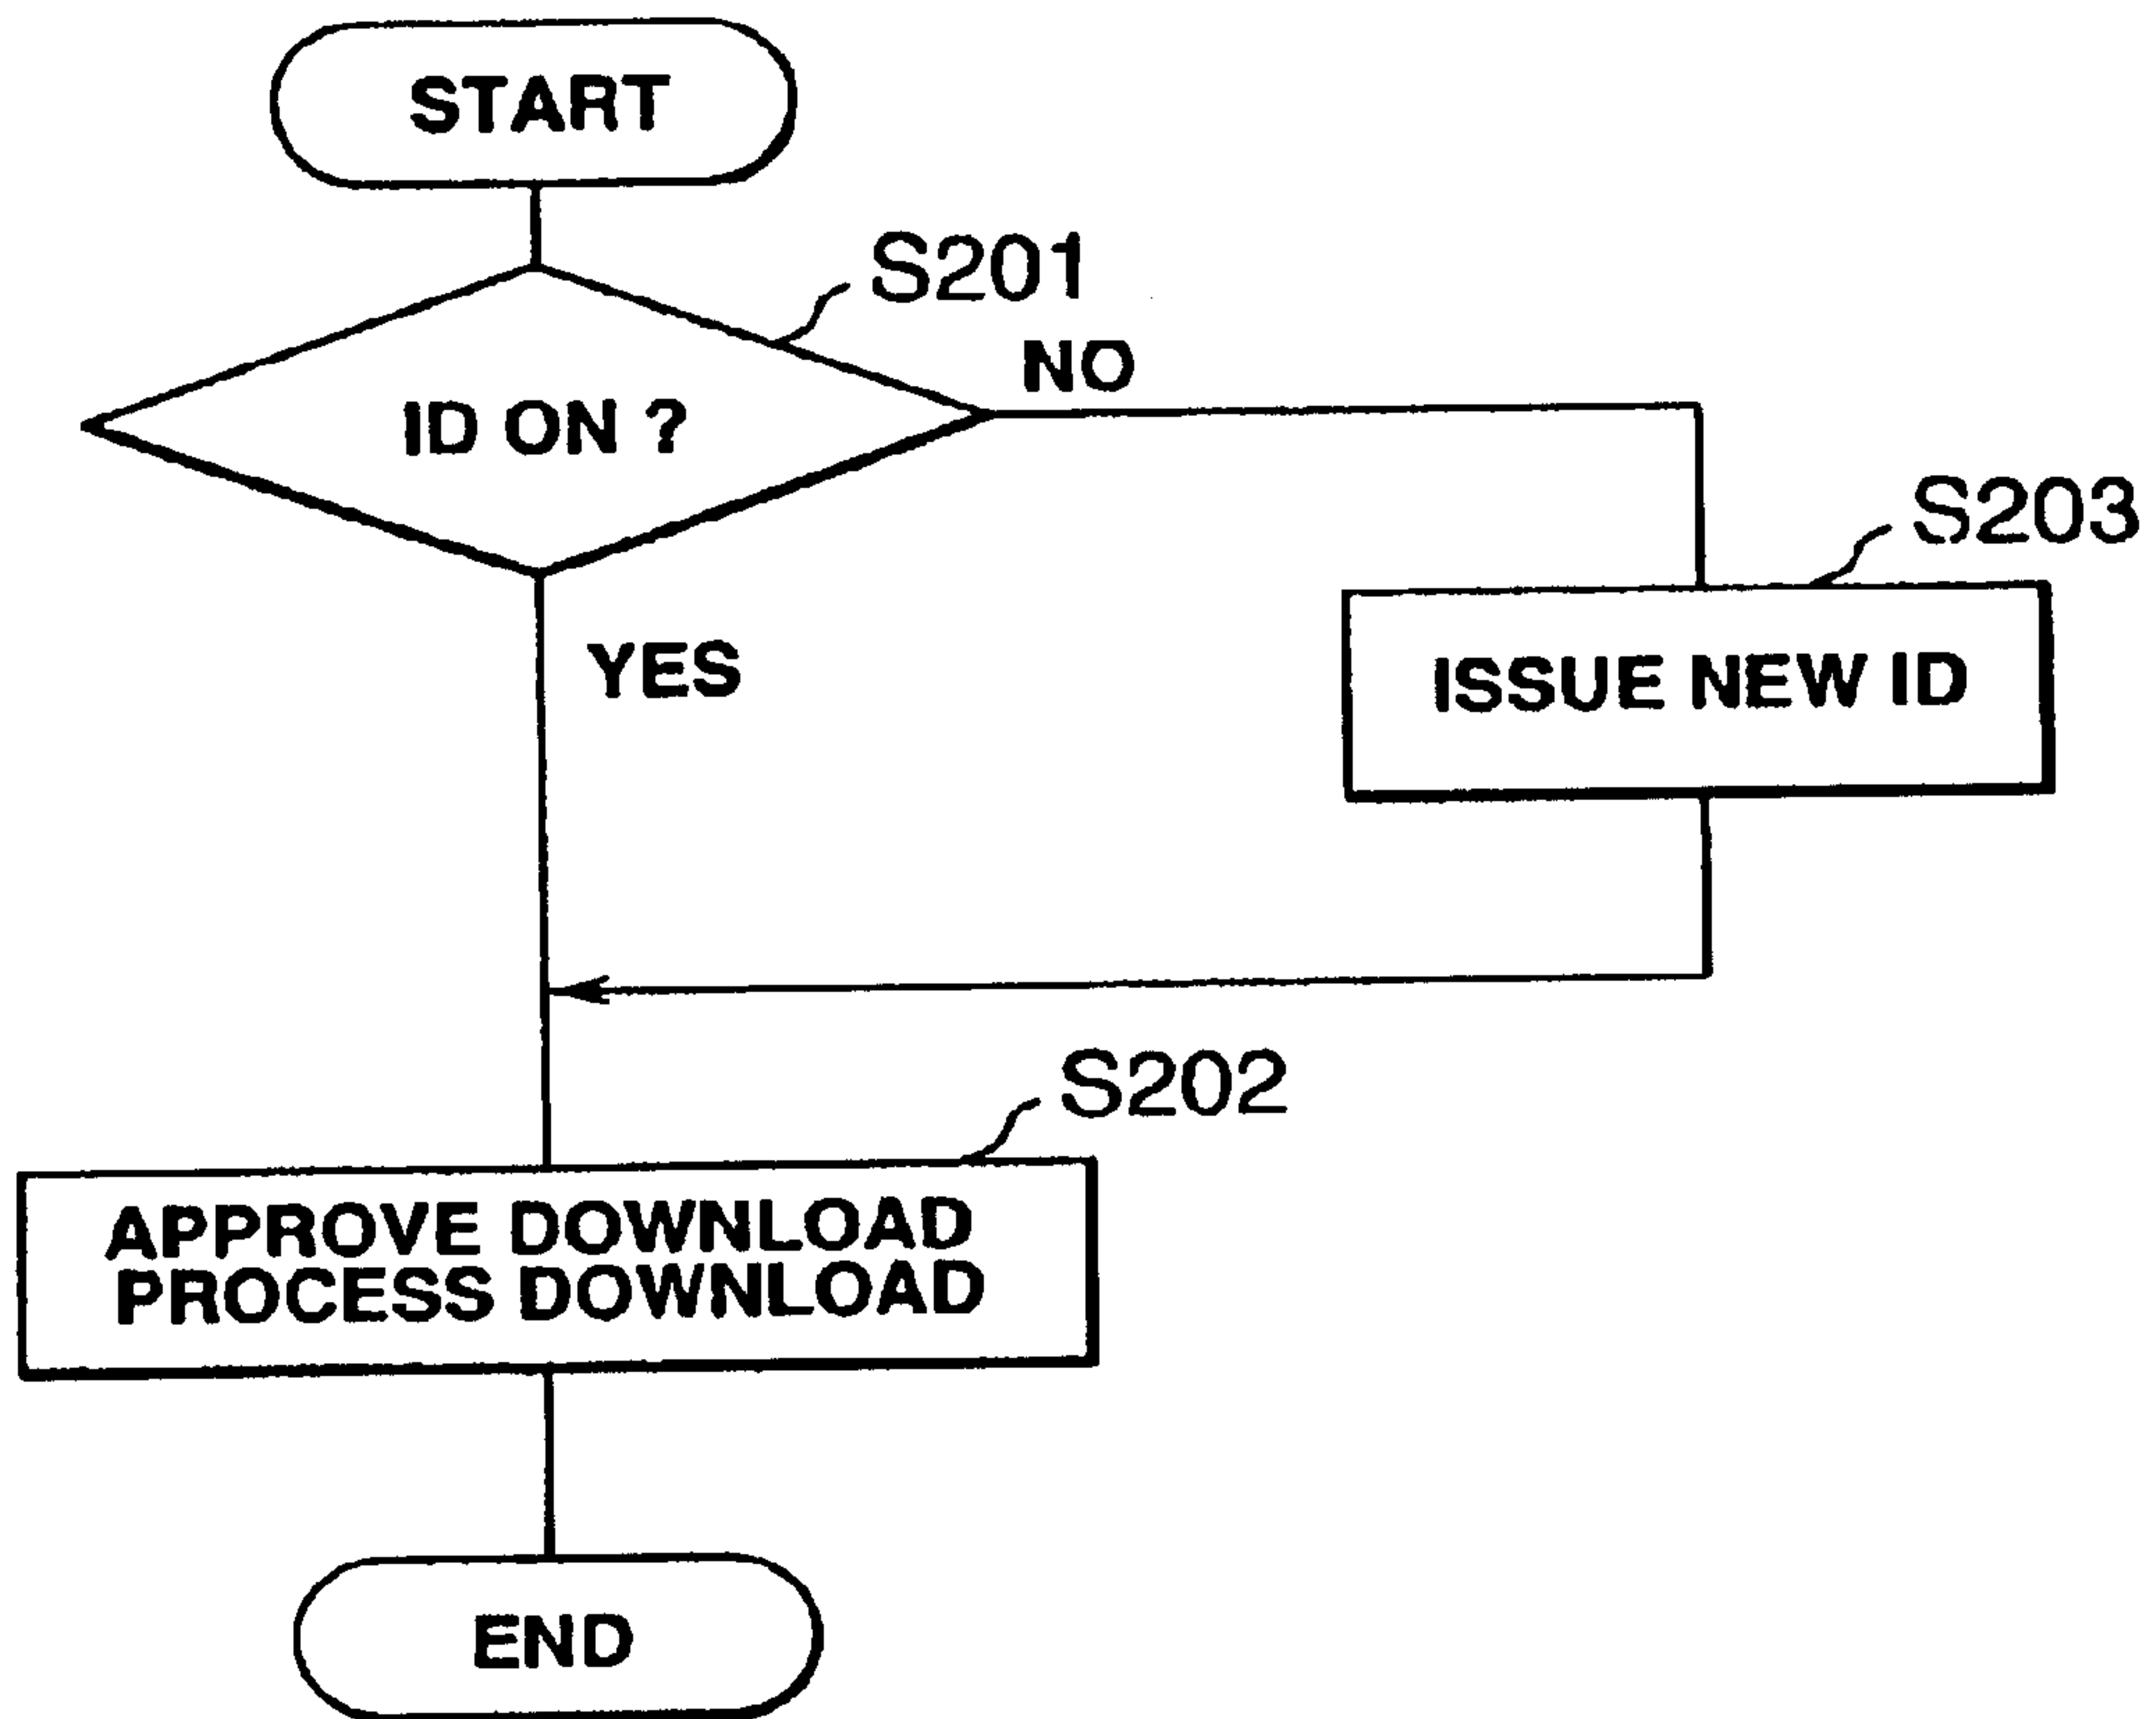 START
S201
NO
ID ON ?
S203
YES
ISSUE NEW ID
S202
APPROVE DOWNLOAD
PROCESS DOWNLOAD
END